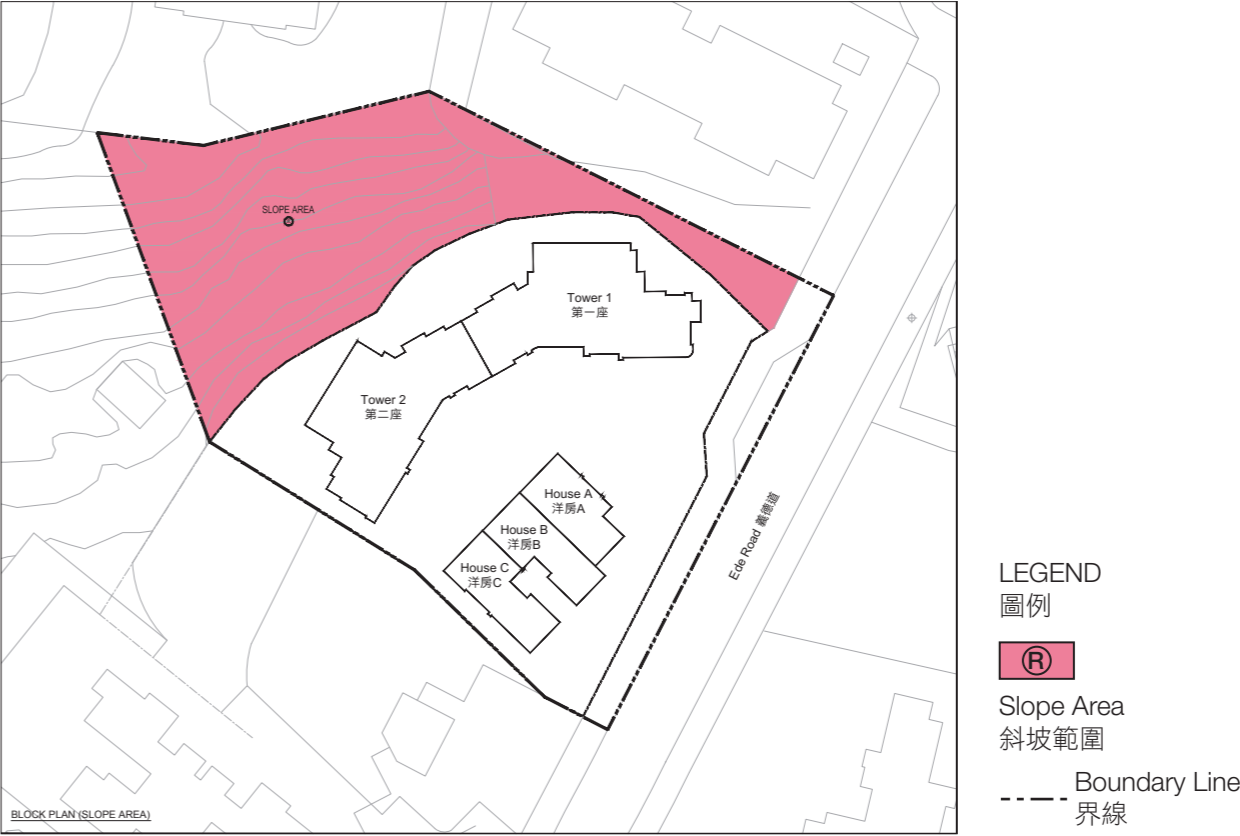 SLOPE AREA
Tower 1
第一座
Tower 2
第二座
House A
洋房A
House B
洋房B
House C
洋房C
Ede Road 義德道
BLOCK PLAN (SLOPE AREA)
LEGEND
圖例
R
Slope Area
斜坡範圍
Boundary Line
界線